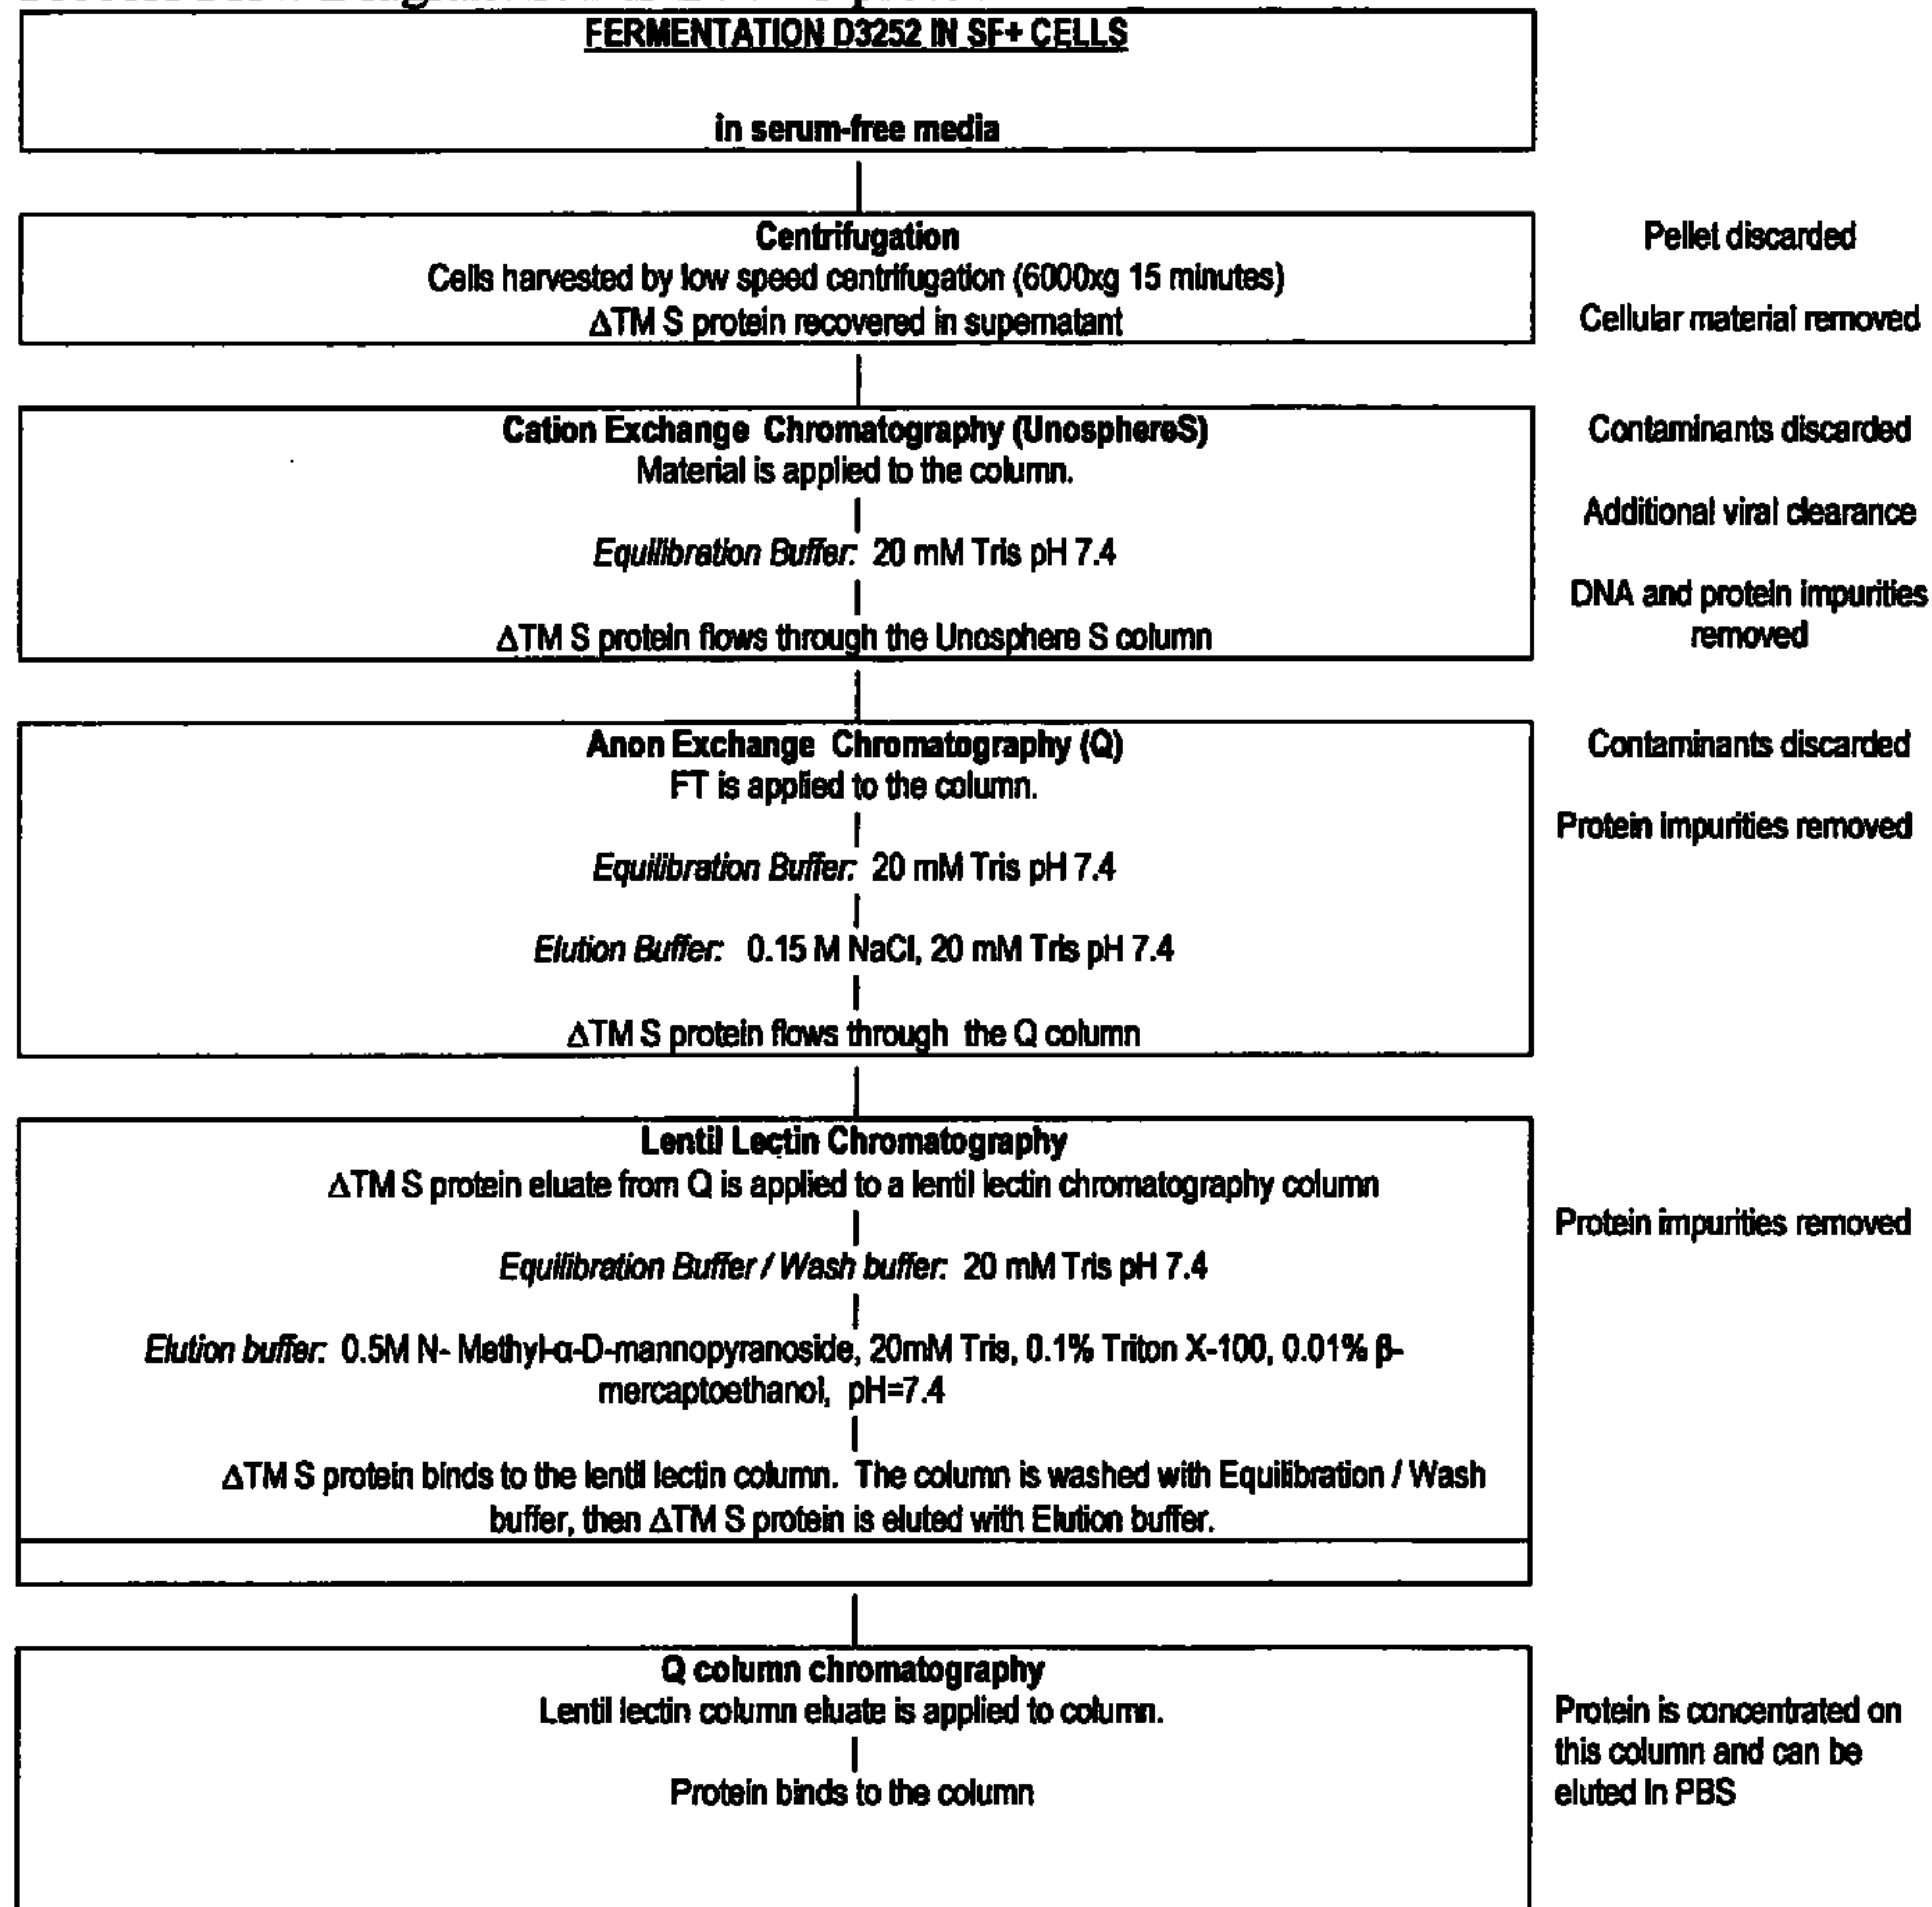 FERMENTATION D3252 IN SF+ CELLS
in serum-free media
Centrifugation
Cells harvested by low speed centrifugation (6000xg 15 minutes)
ΔTM S protein recovered in supernatant
Pellet discarded
Cellular material removed
Cation Exchange Chromatography (UnosphereS)
Material is applied to the column.
Equilibration Buffer: 20 mM Tris pH 7.4
ΔTM S protein flows through the Unosphere S column
Contaminants discarded
Additional viral clearance
DNA and protein impurities
removed
Anon Exchange Chromatography (Q)
FT is applied to the column.
Equilibration Buffer: 20 mM Tris pH 7.4
Elution Buffer: 0.15 M NaCl, 20 mM Tris pH 7.4
ΔTM S protein flows through the Q column
Contaminants discarded
Protein impurities removed
Lentil Lectin Chromatography
ΔTM S protein eluate from Q is applied to a lentil lectin chromatography column
Equilibration Buffer / Wash buffer: 20 mM Tris pH 7.4
Elution buffer: 0.5M N- Methyl-α-D-mannopyranoside, 20mM Tris, 0.1% Triton X-100, 0.01% β-
mercaptoethanol, pH=7.4
ΔTM S protein binds to the lentil lectin column. The column is washed with Equilibration / Wash
buffer, then ΔTM S protein is eluted with Elution buffer.
Protein impurities removed
Q column chromatography
Lentil lectin column eluate is applied to column.
Protein binds to the column
Protein is concentrated on
this column and can be
eluted in PBS